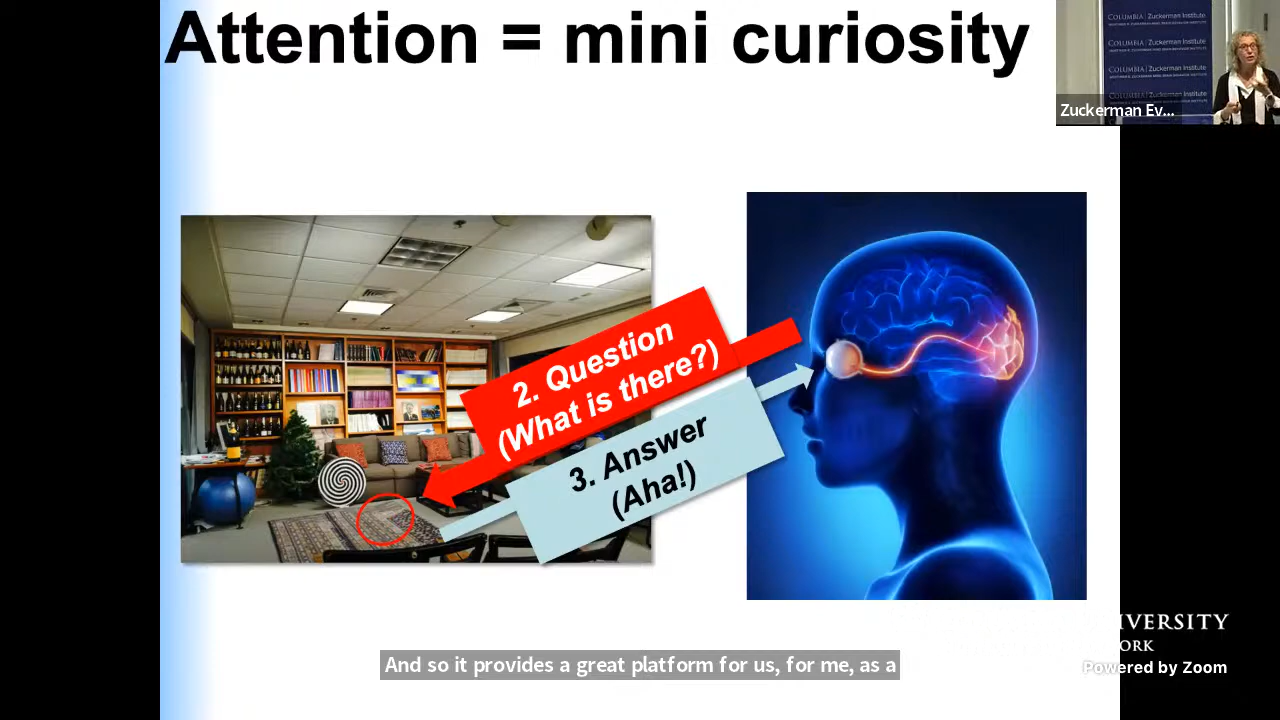 Attention = mini curiosity
COLUMBIA | Zuckerman Institute
COLUMBIA | Zuckerman Institute
COLUMBIA | Zuckerman Institute
Zuckerman Ev...
2. Question
(What is there?)
3. Answer
(Aha!)
IVERSITY
ORK
Powered by Zoom
And so it provides a great platform for us, for me, as a